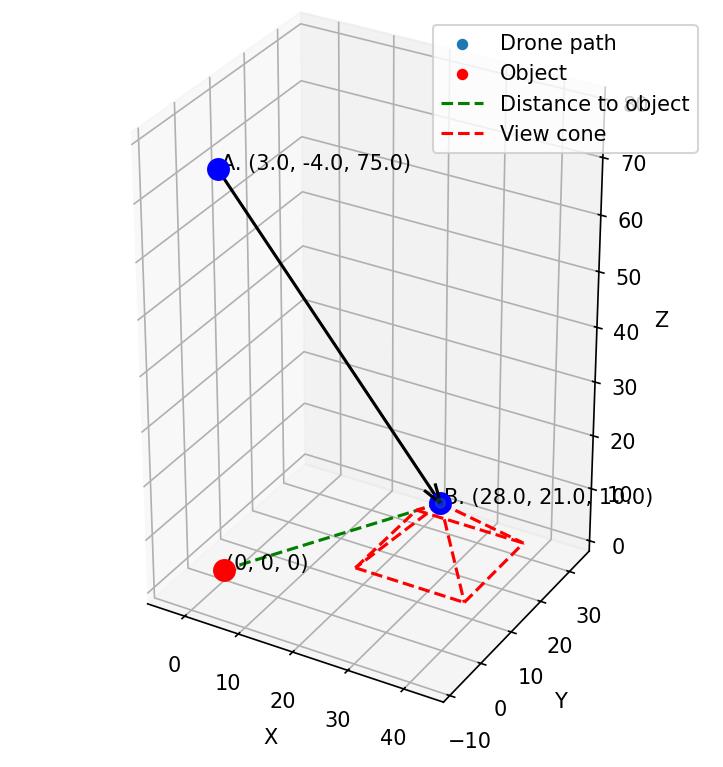 Drone path
Object
Distance to object
View cone
A. (3.0, -4.0, 75.0)
B. (28.0, 21.0, 10.0)
(0, 0, 0)
80
70
60
50
40
30
20
10
0
Z
0
10
20
30
40
X
−10
0
10
20
30
Y